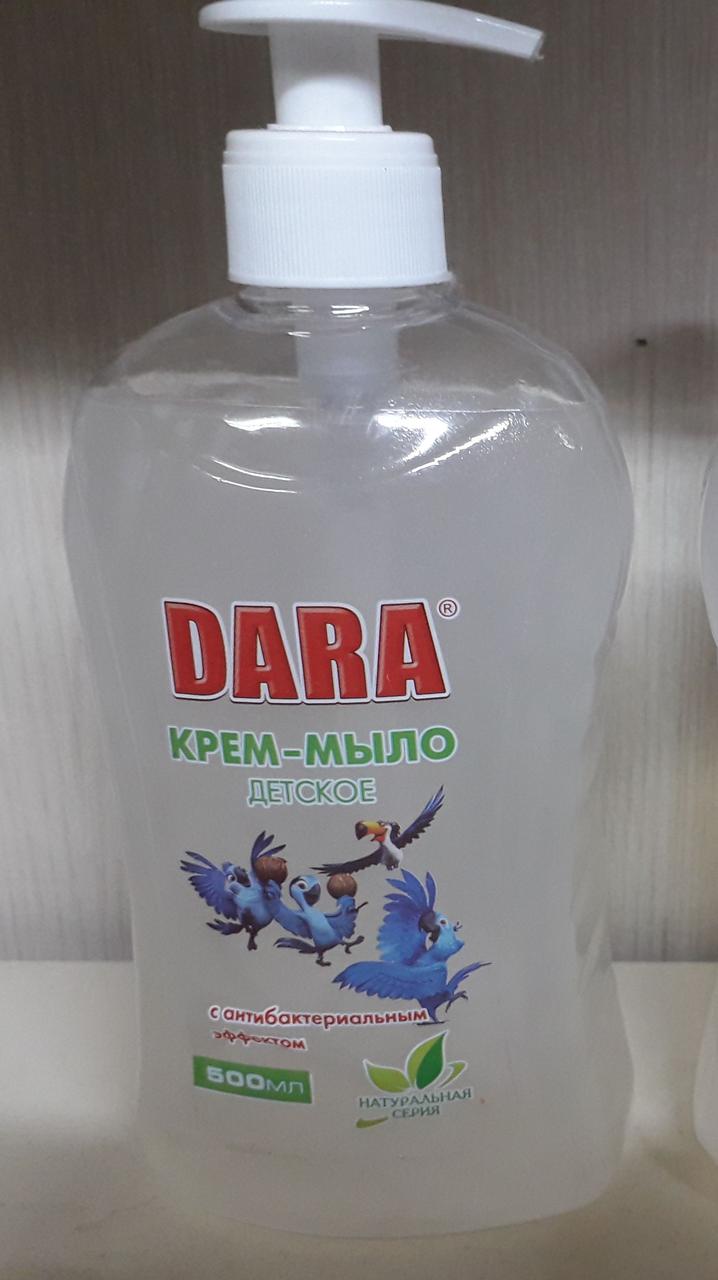 DARA®
КРЕМ-МЫЛО
ДЕТСКОЕ
с антибактериальным
эффектом
500мл
НАТУРАЛЬНАЯ
СЕРИЯ